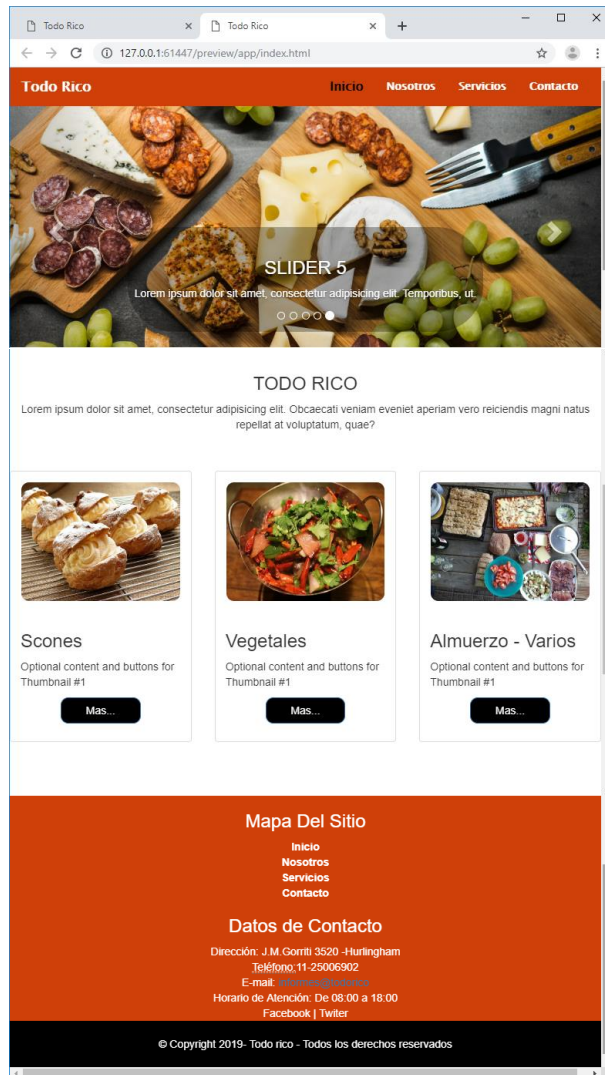 Todo Rico
Todo Rico
127.0.0.1:61447/preview/app/index.html
Todo Rico
Inicio
Nosotros
Servicios
Contacto
SLIDER 5
Lorem ipsum dolor sit amet, consectetur adipisicing elit. Temporibus, ut.
TODO RICO
Lorem ipsum dolor sit amet, consectetur adipisicing elit. Obcaecati veniam eveniet aperiam vero reiciendis magni natus
repellat at voluptatum, quae?
Scones
Optional content and buttons for
Thumbnail #1
Mas...
Vegetales
Optional content and buttons for
Thumbnail #1
Mas...
Almuerzo - Varios
Optional content and buttons for
Thumbnail #1
Mas...
Mapa Del Sitio
Inicio
Nosotros
Servicios
Contacto
Datos de Contacto
Dirección: J.M.Gorriti 3520 -Hurlingham
Teléfono:11-25006902
E-mail:
Horario de Atención: De 08:00 a 18:00
Facebook | Twiter
© Copyright 2019- Todo rico - Todos los derechos reservados